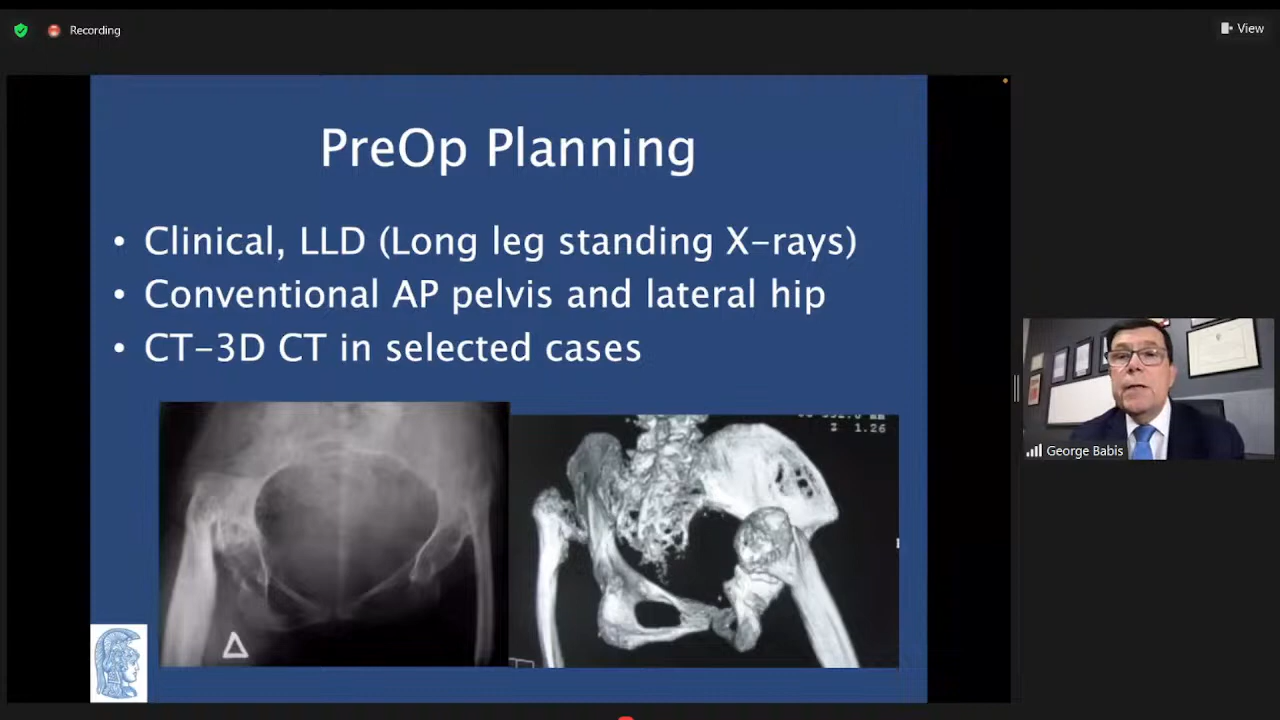 Recording
View
PreOp Planning
• Clinical, LLD (Long leg standing X-rays)
• Conventional AP pelvis and lateral hip
• CT-3D CT in selected cases
I 1.26
Δ
George Babis